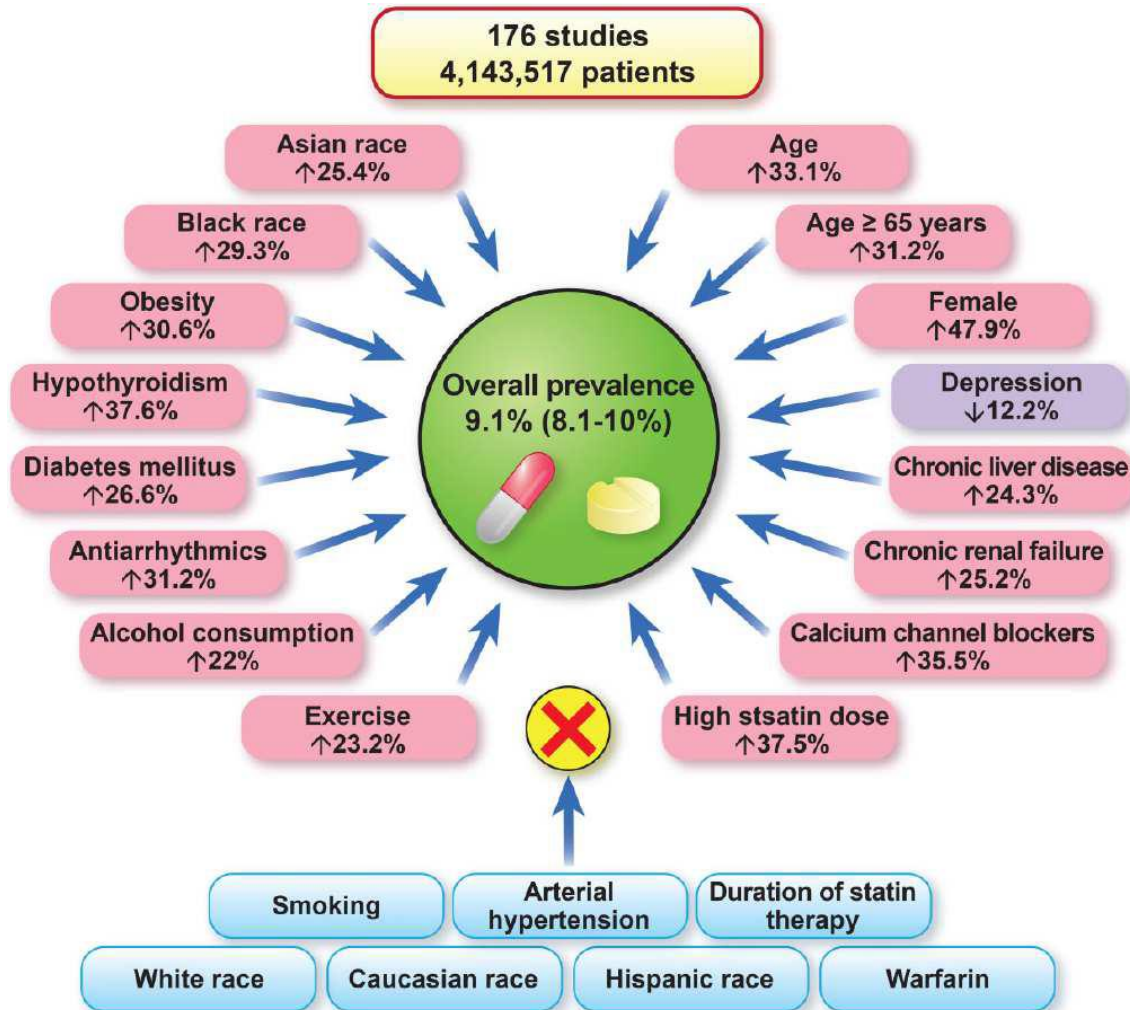 176 studies
4,143,517 patients
Asian race
↑25.4%
Age
↑33.1%
Black race
↑29.3%
Age ≥ 65 years
↑31.2%
Obesity
↑30.6%
Female
↑47.9%
Hypothyroidism
↑37.6%
Overall prevalence
9.1% (8.1-10%)
Depression
↓12.2%
Diabetes mellitus
↑26.6%
Chronic liver disease
↑24.3%
Antiarrhythmics
↑31.2%
Chronic renal failure
↑25.2%
Alcohol consumption
↑22%
Calcium channel blockers
↑35.5%
Exercise
↑23.2%
High stsatin dose
↑37.5%
Smoking
Arterial
hypertension
Duration of statin
therapy
White race
Caucasian race
Hispanic race
Warfarin